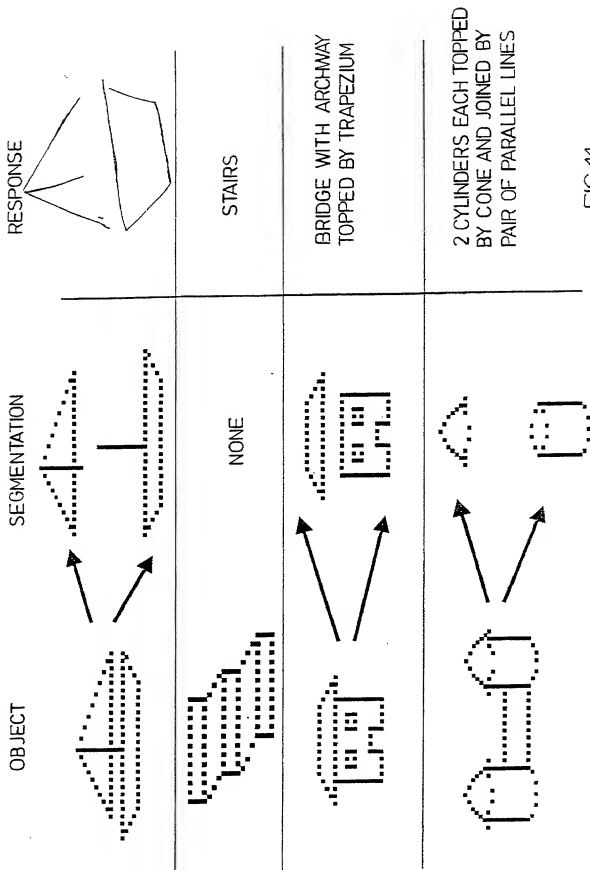 OBJECT
SEGMENTATION
RESPONSE
NONE
STAIRS
BRIDGE WITH ARCHWAY
TOPPED BY TRAPEZIUM
2 CYLINDERS EACH TOPPED
BY CONE AND JOINED BY
PAIR OF PARALLEL LINES